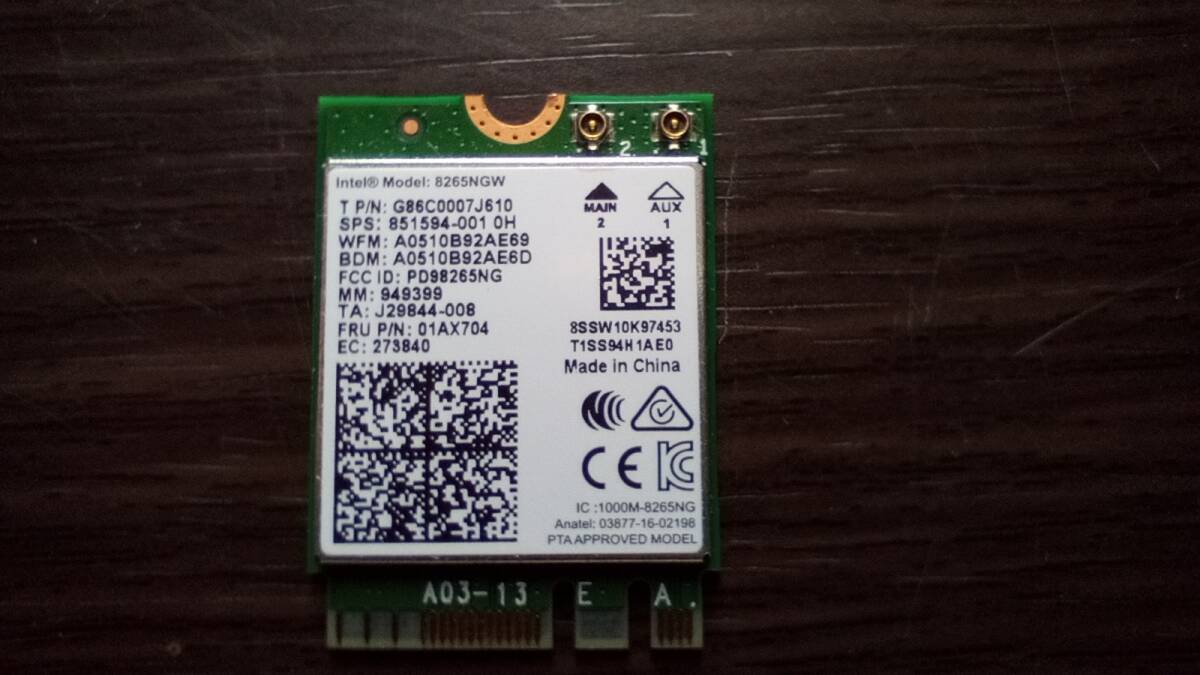 2 1
Intel® Model: 8265NGW
T P/N: G86C0007J610
SPS: 851594-001 0H
WFM: A0510B92AE69
BDM: A0510B92AE6D
FCC ID: PD98265NG
MM: 949399
TA: J29844-008
FRU P/N: 01AX704
EC: 273840
MAIN AUX
2 1
8SSW10K97453
T1SS94H1AE0
Made in China
CE
IC :1000M-8265NG
Anatel: 03877-16-02198
PTA APPROVED MODEL
A03-13 E A